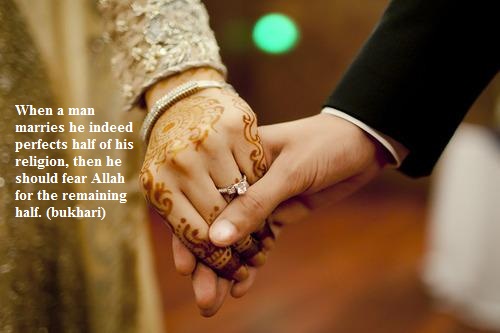 When a man
marries he indeed
perfects half of his
religion, then he
should fear Allah
for the remaining
half. (bukhari)